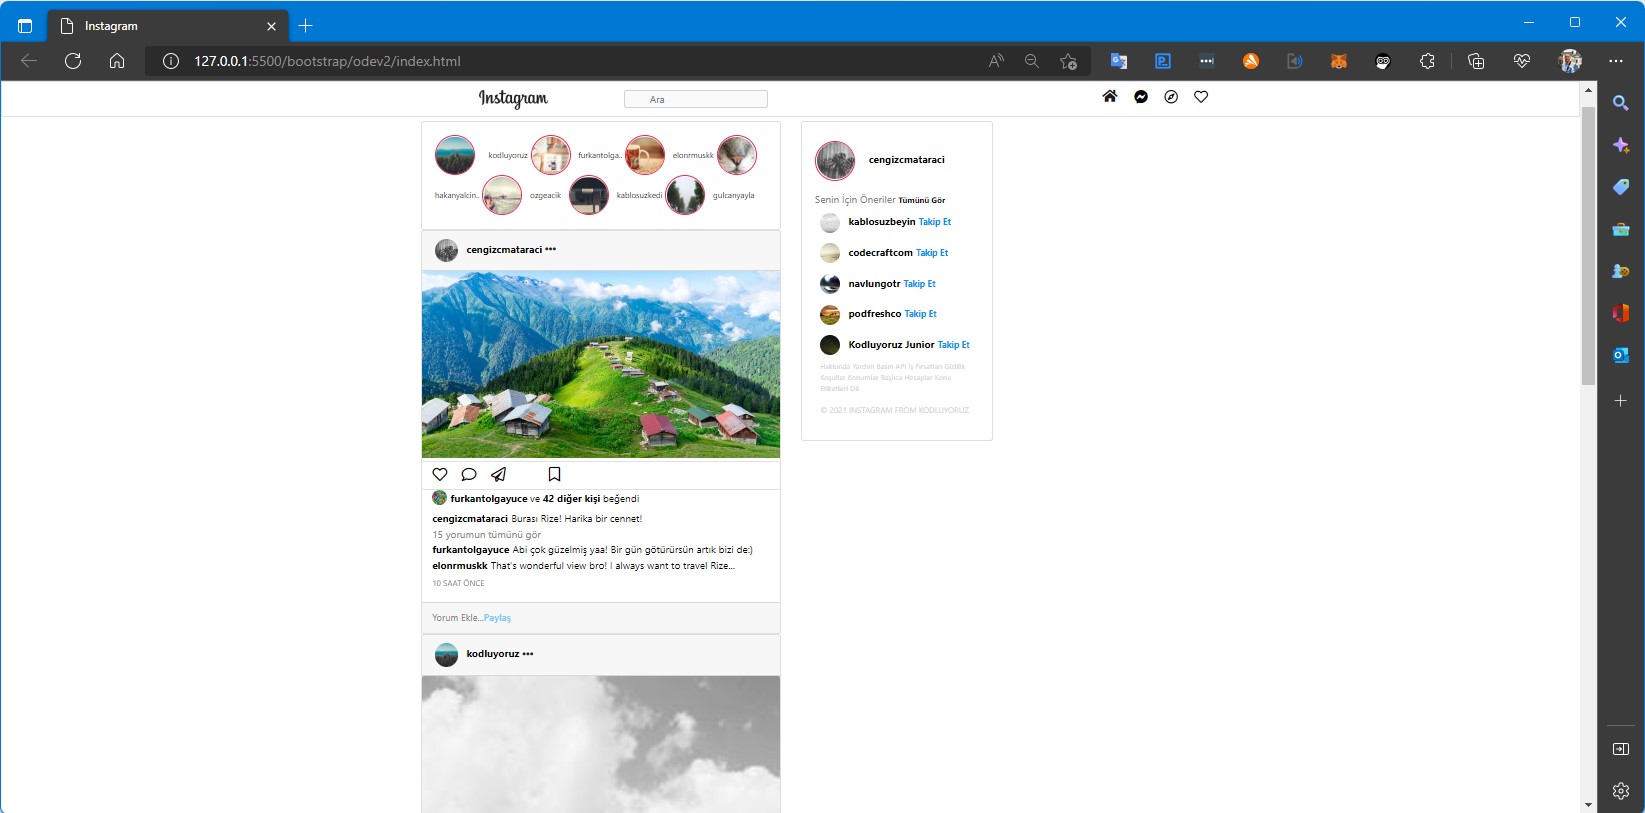 Instagram
127.0.0.1:5500/bootstrap/odev2/index.html
Instagram
Ara
kodluyoruz furkantolga.. elonrmuskk
hakanyalcin.. ozgeacik kablosuzkedi gulcanyayla
cengizcmataraci •••
furkantolgayuce ve 42 diğer kişi beğendi
cengizcmataraci Burası Rize! Harika bir cennet!
15 yorumun tümünü gör
furkantolgayuce Abi çok güzelmiş yaa! Bir gün götürürsün artık bizi de:)
elonrmuskk That's wonderful view bro! I always want to travel Rize...
10 SAAT ÖNCE
Yorum Ekle...Paylaş
kodluyoruz •••
cengizcmataraci
Senin İçin Öneriler Tümünü Gör
kablosuzbeyin Takip Et
codecraftcom Takip Et
navlungotr Takip Et
podfreshco Takip Et
Kodluyoruz Junior Takip Et
Hakkında Yardım Basın API İş Fırsatları Gizlilik
Koşullar Konumlar Başlıca Hesaplar Konu
Etiketleri Dil
© 2021 INSTAGRAM FROM KODLUYORUZ